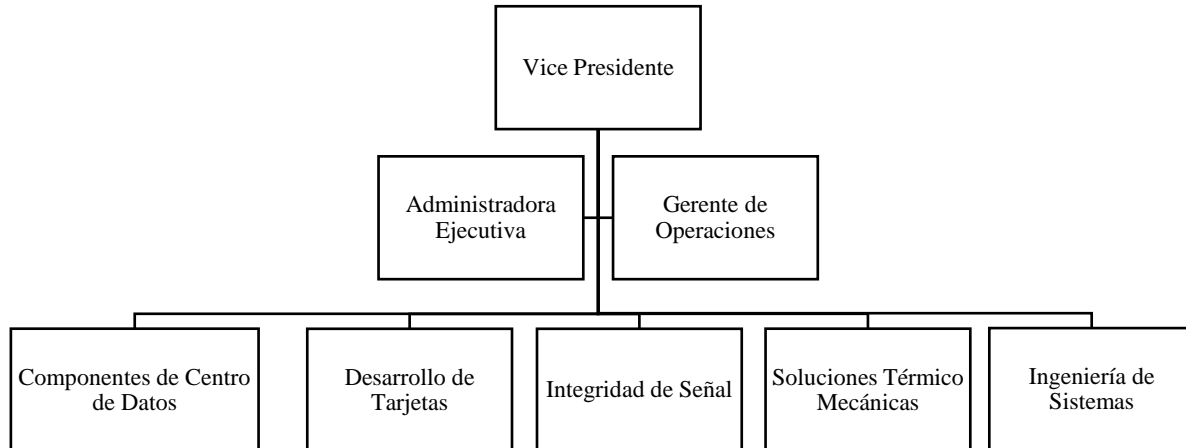 Vice Presidente
Administradora
Ejecutiva
Gerente de
Operaciones
Componentes de Centro
de Datos
Desarrollo de
Tarjetas
Integridad de Señal
Soluciones Térmico
Mecánicas
Ingeniería de
Sistemas